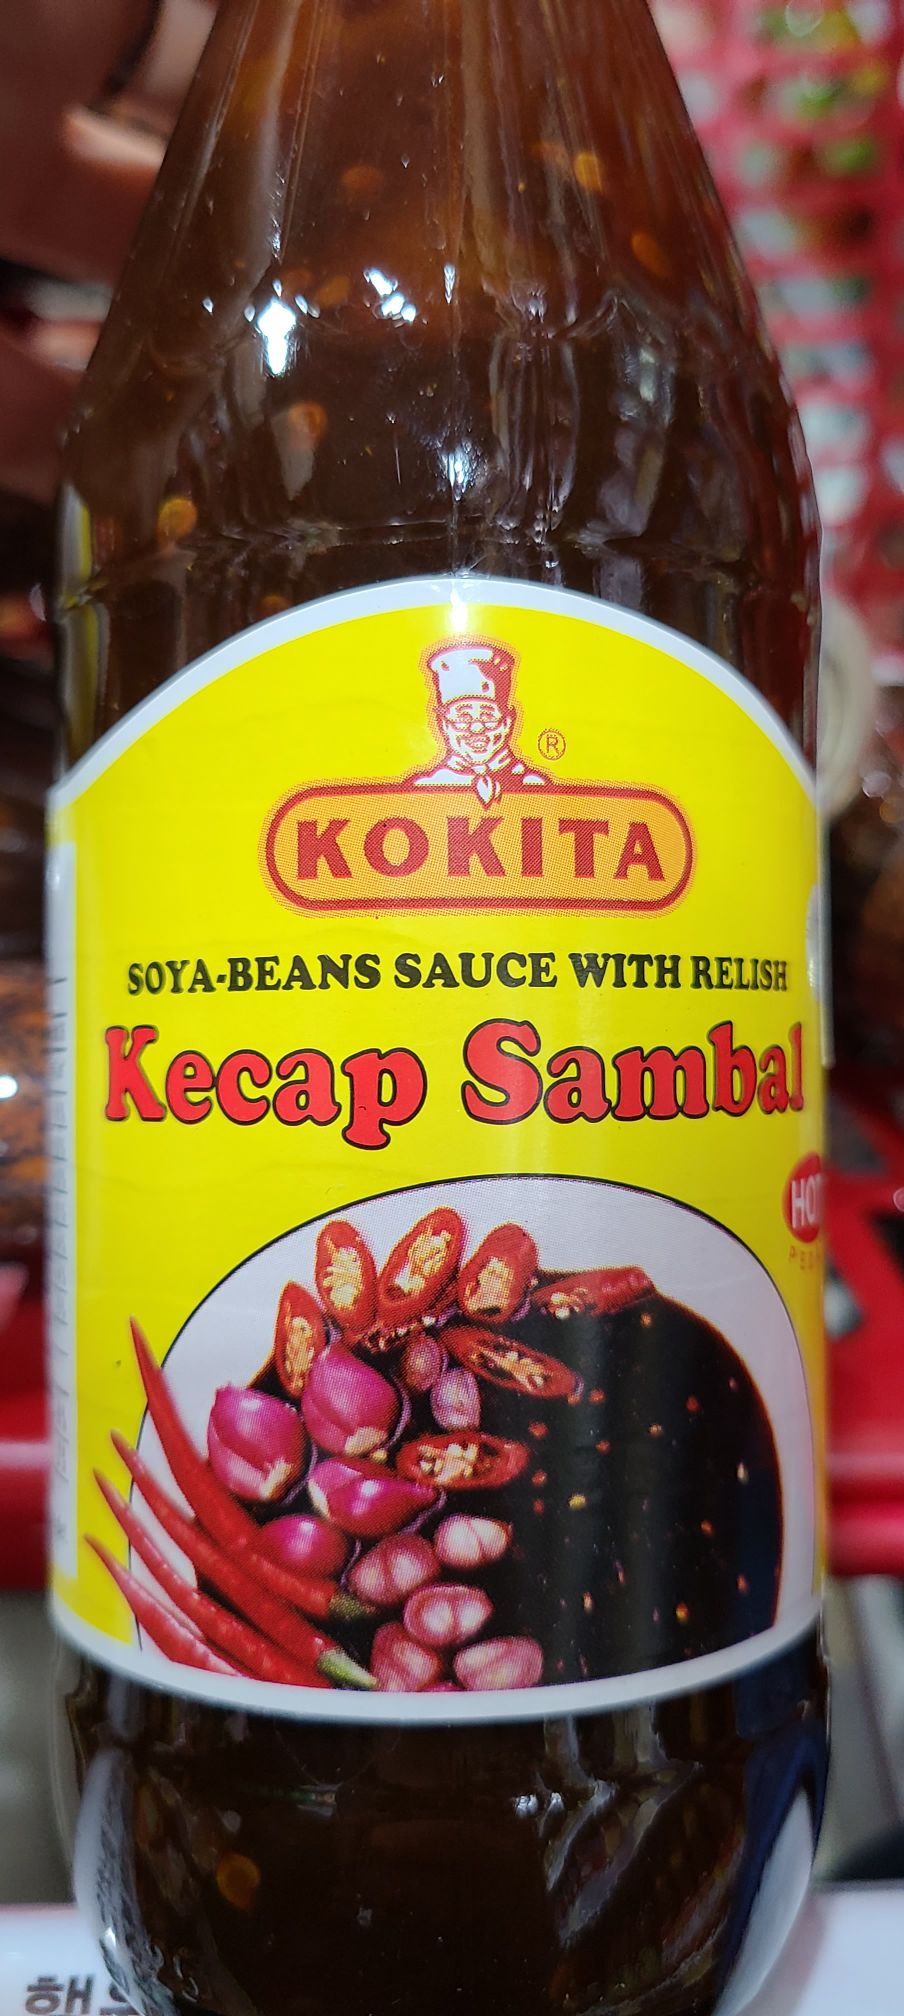 ®
KOKITA
SOYA-BEANS SAUCE WITH RELISH
Kecap Sambal
HOT